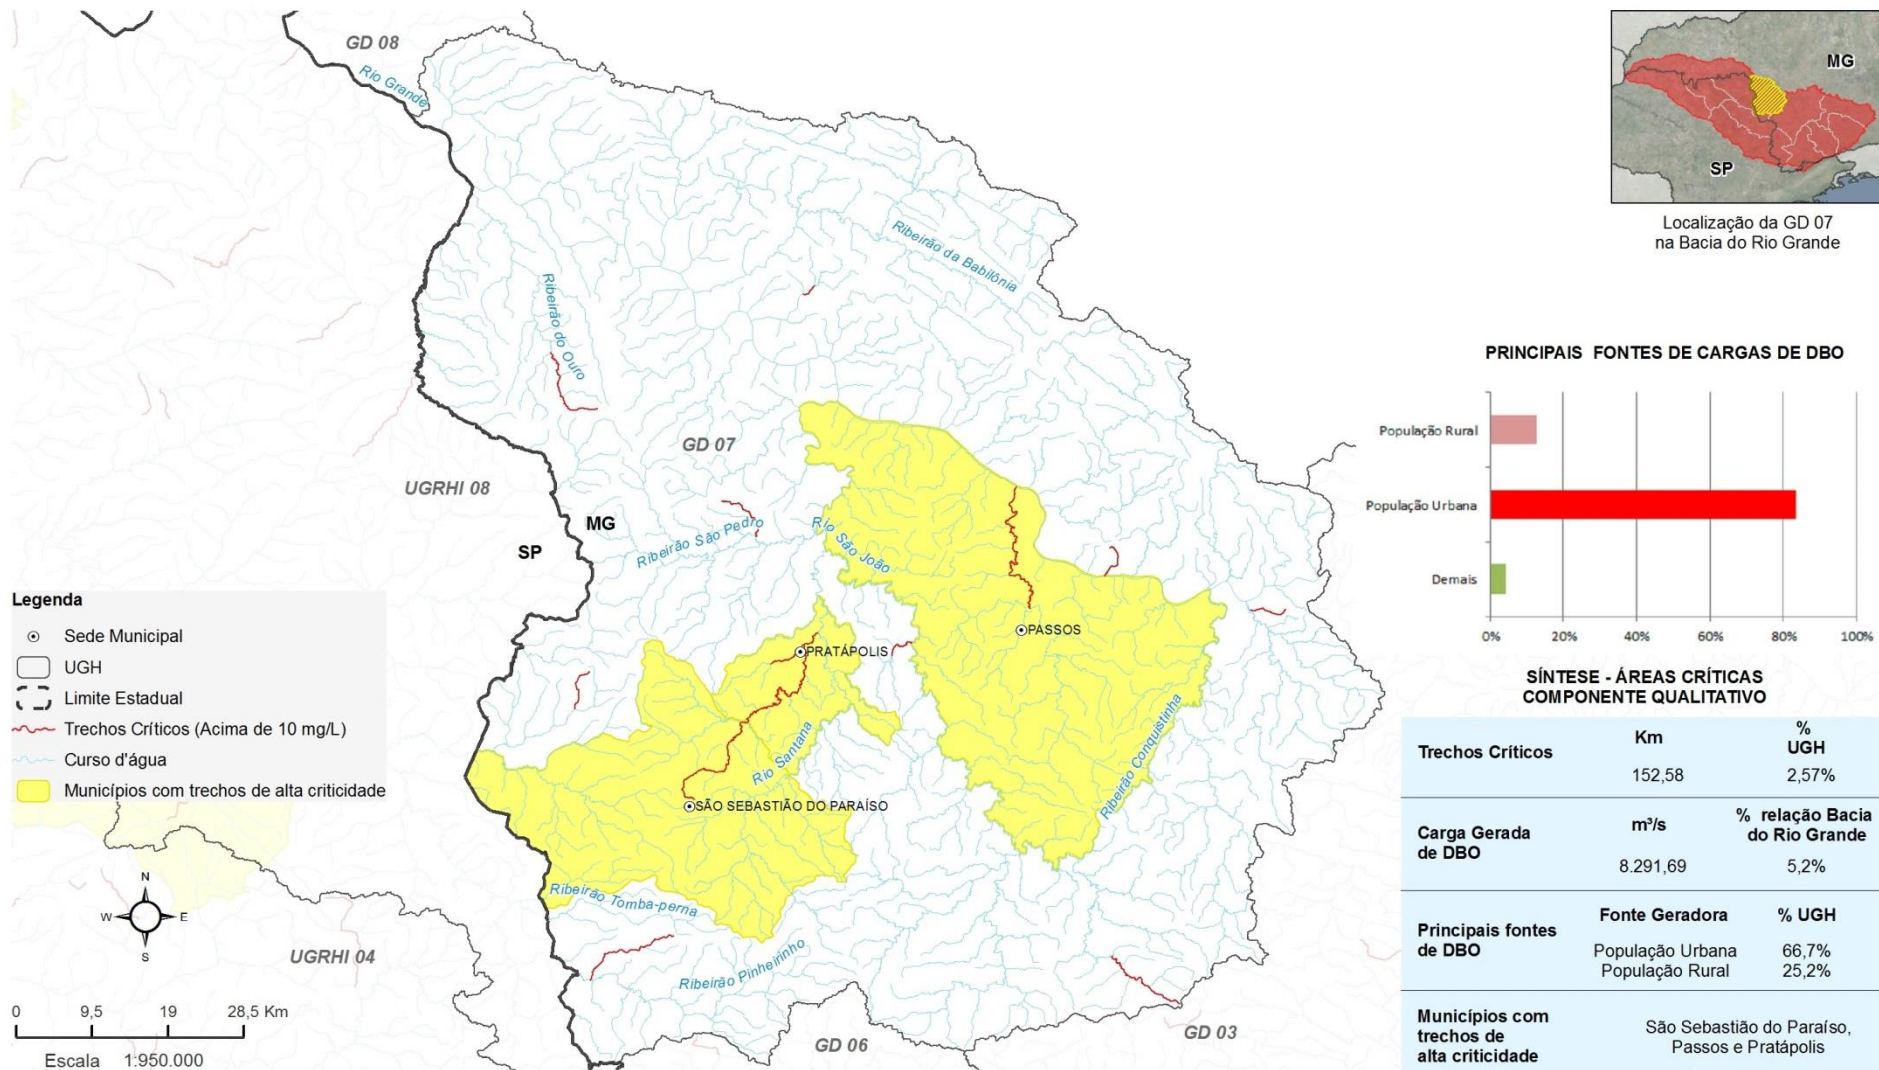 GD 08
Rio Grande
Ribeirão da Babilônia
Ribeirão do Ouro
GD 07
UGRHI 08
MG
SP
Ribeirão São Pedro
Rio São João
PASSOS
PRATÁPOLIS
Rio Santana
SÃO SEBASTIÃO DO PARAÍSO
Ribeirão Conquistinha
Ribeirão Tomba-perna
Ribeirão Pinheirinho
UGRHI 04
GD 06
GD 03
Legenda
Sede Municipal
UGH
Limite Estadual
Trechos Críticos (Acima de 10 mg/L)
Curso d'água
Municípios com trechos de alta criticidade
N
W
E
S
0 9,5 19 28,5 Km
Escala 1:950.000
MG
SP
Localização da GD 07
na Bacia do Rio Grande
PRINCIPAIS FONTES DE CARGAS DE DBO
População Rural
População Urbana
Demais
0% 20% 40% 60% 80% 100%
SÍNTESE - ÁREAS CRÍTICAS
COMPONENTE QUALITATIVO
Trechos Críticos
Km
%
UGH
152,58 2,57%
Carga Gerada
de DBO
m³/s
% relação Bacia
do Rio Grande
8.291,69 5,2%
Principais fontes
de DBO
Fonte Geradora % UGH
População Urbana 66,7%
População Rural 25,2%
Municípios com
trechos de
alta criticidade
São Sebastião do Paraíso,
Passos e Pratápolis